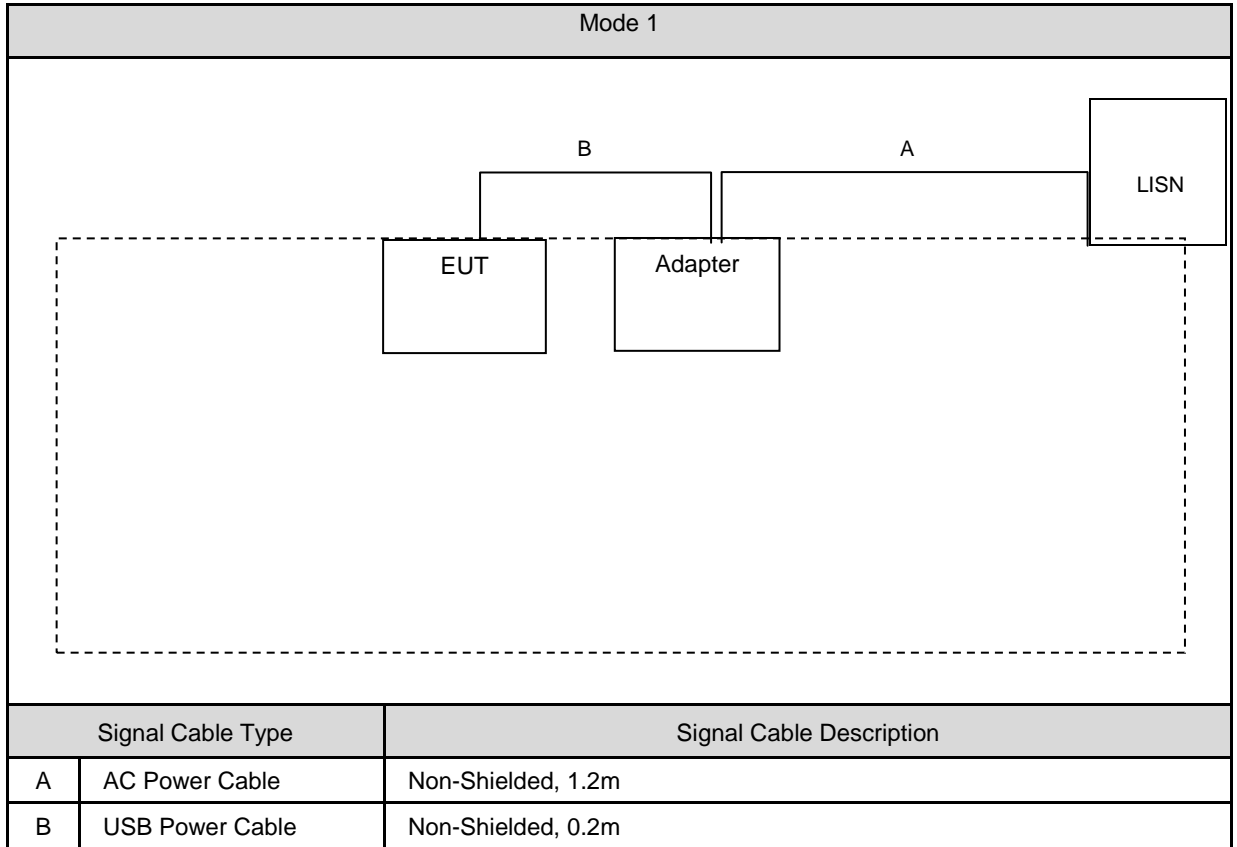 Mode 1
B
A
LISN
EUT
Adapter
Signal Cable Type
Signal Cable Description
A
AC Power Cable
Non-Shielded, 1.2m
B
USB Power Cable
Non-Shielded, 0.2m